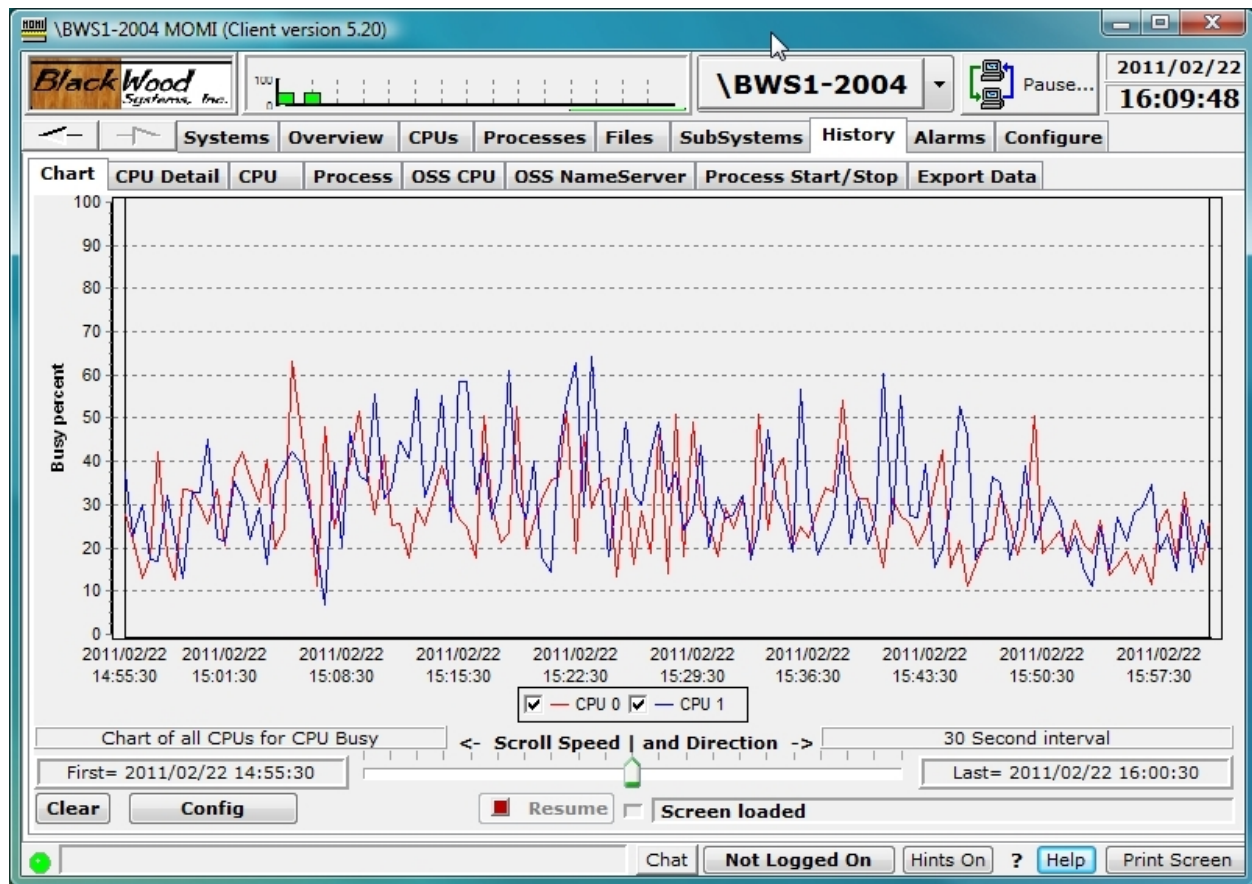 \BWS1-2004 MOMI (Client version 5.20)
BlackWood
Systems, Inc.
100
0
\BWS1-2004
Pause...
2011/02/22
16:09:48
Systems Overview CPUs Processes Files SubSystems History Alarms Configure
Chart CPU Detail CPU Process OSS CPU OSS NameServer Process Start/Stop Export Data
100
90
80
70
60
50
40
30
20
10
0
Busy percent
2011/02/22 2011/02/22 2011/02/22 2011/02/22 2011/02/22 2011/02/22 2011/02/22 2011/02/22 2011/02/22 2011/02/22
14:55:30 15:01:30 15:08:30 15:15:30 15:22:30 15:29:30 15:36:30 15:43:30 15:50:30 15:57:30
CPU 0 CPU 1
Chart of all CPUs for CPU Busy
<- Scroll Speed | and Direction ->
30 Second interval
First= 2011/02/22 14:55:30
Last= 2011/02/22 16:00:30
Clear Config Resume Screen loaded
Chat Not Logged On Hints On ? Help Print Screen